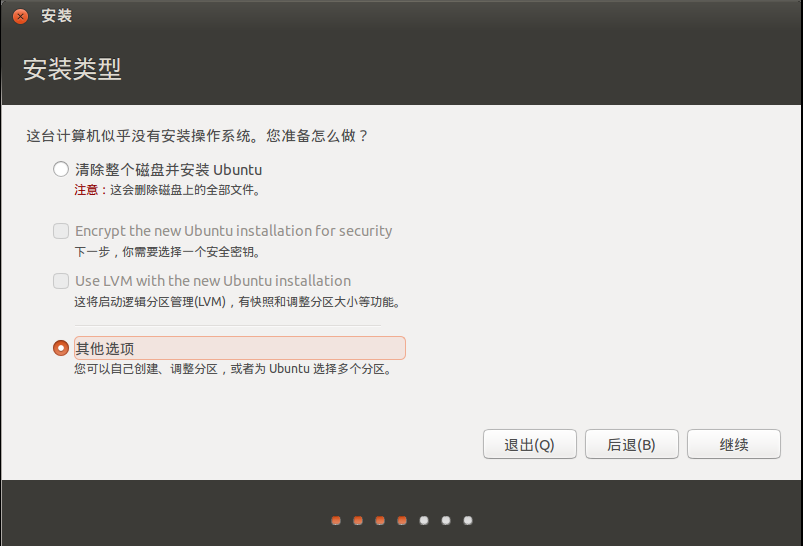 安装
安装类型
这台计算机似乎没有安装操作系统。您准备怎么做？
清除整个磁盘并安装 Ubuntu
注意：这会删除磁盘上的全部文件。
Encrypt the new Ubuntu installation for security
下一步，你需要选择一个安全密钥。
Use LVM with the new Ubuntu installation
这将启动逻辑分区管理(LVM)，有快照和调整分区大小等功能。
其他选项
您可以自己创建、调整分区，或者为 Ubuntu 选择多个分区。
退出(Q) 后退(B) 继续